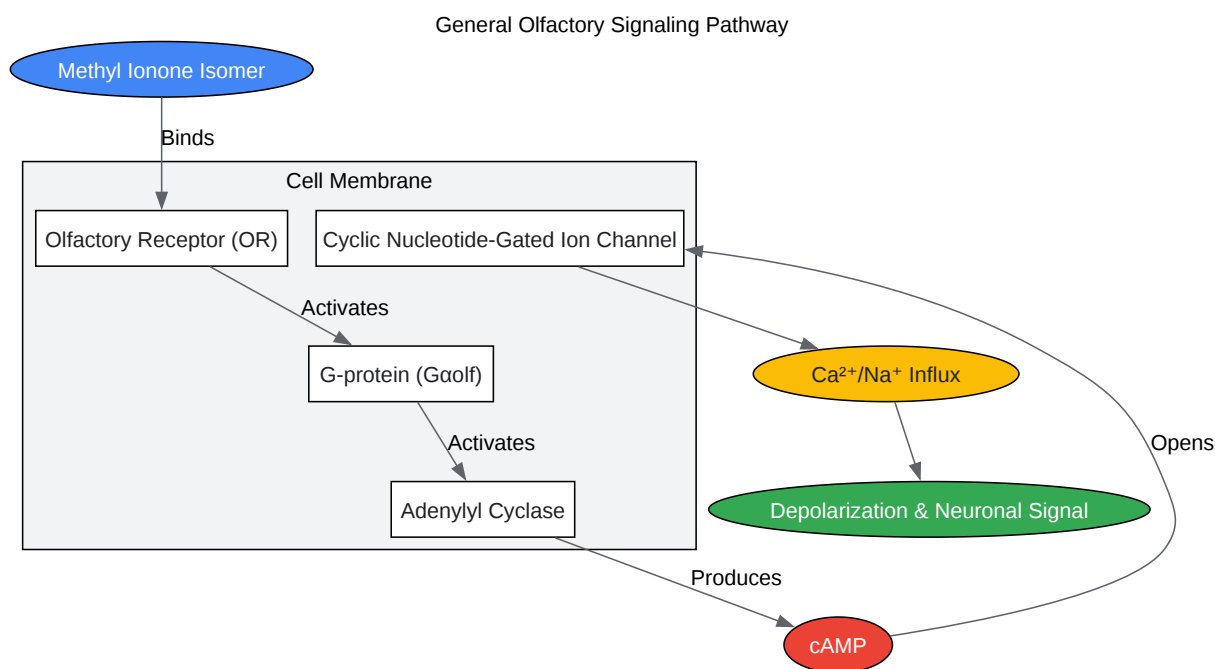 General Olfactory Signaling Pathway
Methyl Ionone Isomer
Binds
Cell Membrane
Olfactory Receptor (OR)
Cyclic Nucleotide-Gated Ion Channel
Activates
G-protein (Gαolf)
Ca²⁺/Na⁺ Influx
Activates
Opens
Adenylyl Cyclase
Depolarization & Neuronal Signal
Produces
cAMP